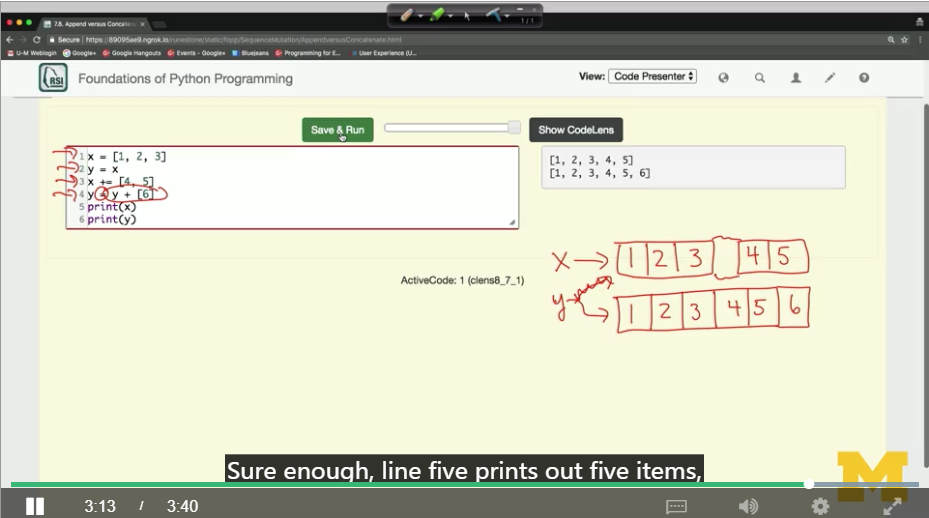 7.8. Append versus Concatena
1/1
Secure | https://89095ae9.ngrok.io/runestone/static/fopp/SequenceMutation/AppendversusConcatenate.html
U-M Weblogin Google+ Google Hangouts Events - Google+ Bluejeans Programming for E... User Experience (U...
RSI Foundations of Python Programming View: Code Presenter
Save & Run Show CodeLens
1 x = [1, 2, 3]
2 y = x
3 x += [4, 5]
4 y = y + [6]
5 print(x)
6 print(y)
[1, 2, 3, 4, 5]
[1, 2, 3, 4, 5, 6]
x 1 2 3 4 5
y 1 2 3 4 5 6
ActiveCode: 1 (clens8_7_1)
Sure enough, line five prints out five items,
M
3:13 / 3:40